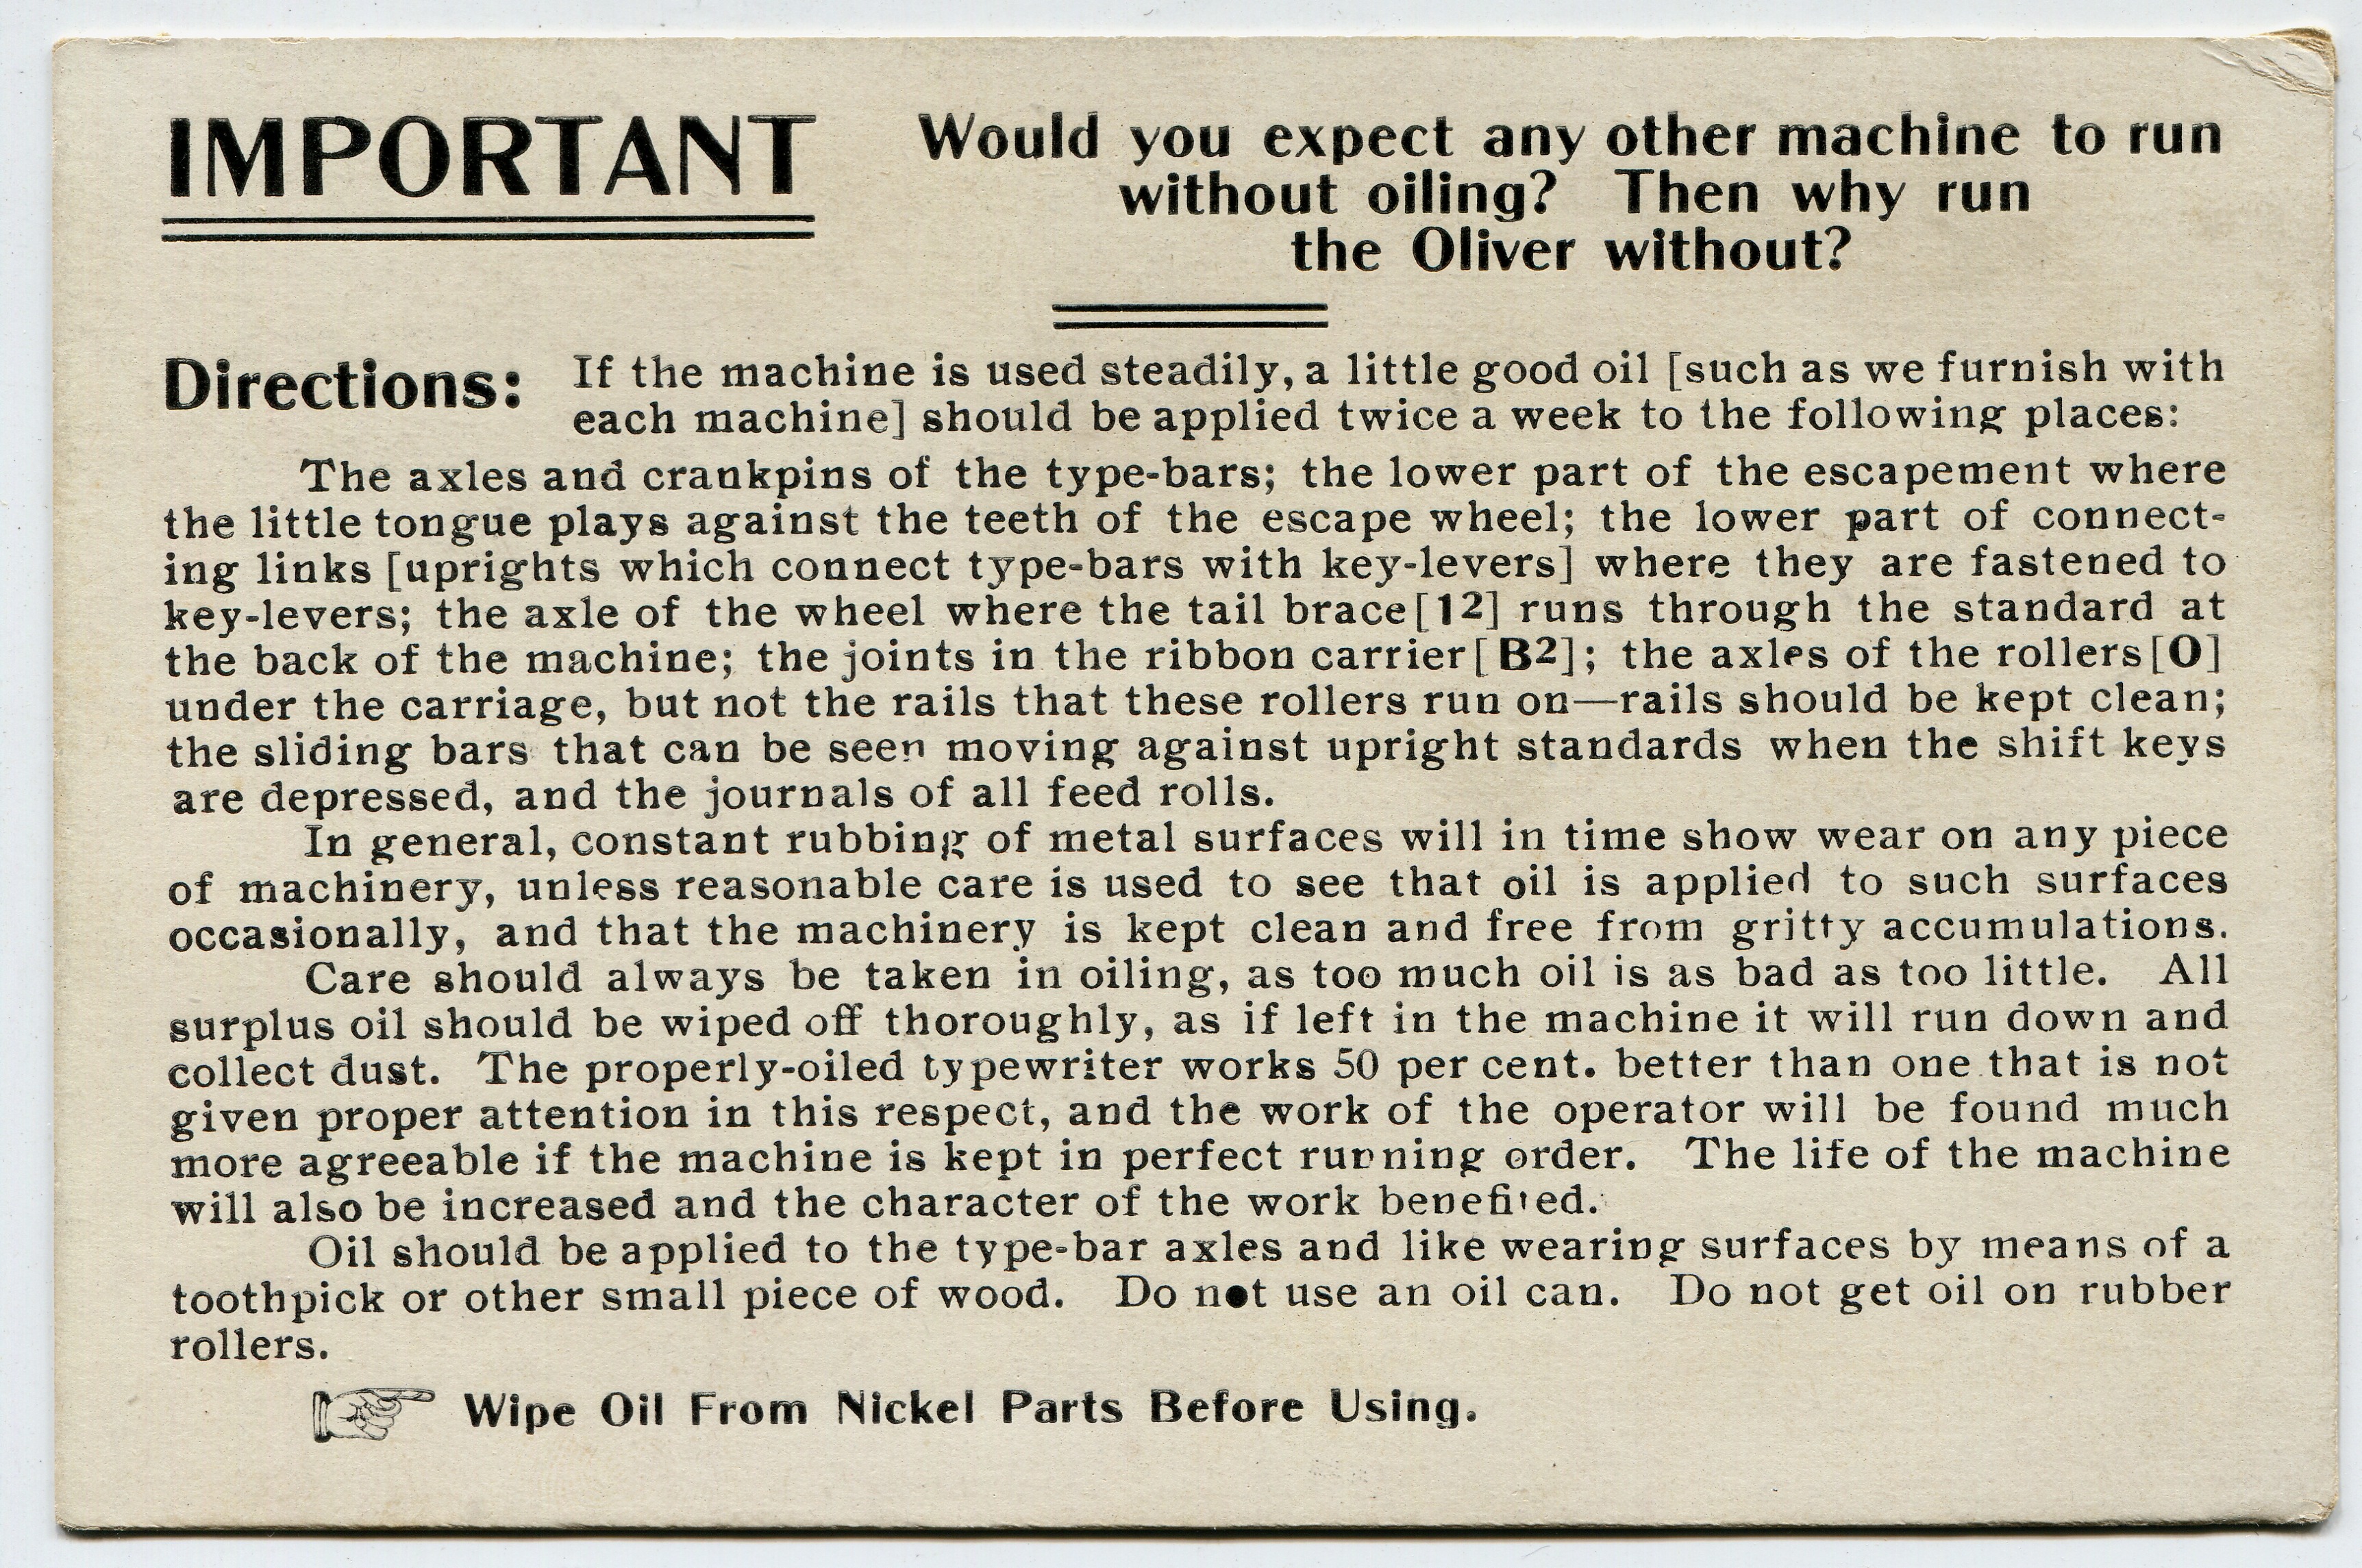 IMPORTANT
Would you expect any other machine to run
without oiling? Then why run
the Oliver without?
Directions:
If the machine is used steadily, a little good oil [such as we furnish with
each machine] should be applied twice a week to the following places:
The axles and crankpins of the type-bars; the lower part of the escapement where
the little tongue plays against the teeth of the escape wheel; the lower part of connect-
ing links [uprights which connect type-bars with key-levers] where they are fastened to
key-levers; the axle of the wheel where the tail brace[12] runs through the standard at
the back of the machine; the joints in the ribbon carrier[B2]; the axles of the rollers[O]
under the carriage, but not the rails that these rollers run on—rails should be kept clean;
the sliding bars that can be seen moving against upright standards when the shift keys
are depressed, and the journals of all feed rolls.
In general, constant rubbing of metal surfaces will in time show wear on any piece
of machinery, unless reasonable care is used to see that oil is applied to such surfaces
occasionally, and that the machinery is kept clean and free from gritty accumulations.
Care should always be taken in oiling, as too much oil is as bad as too little. All
surplus oil should be wiped off thoroughly, as if left in the machine it will run down and
collect dust. The properly-oiled typewriter works 50 per cent. better than one that is not
given proper attention in this respect, and the work of the operator will be found much
more agreeable if the machine is kept in perfect running order. The life of the machine
will also be increased and the character of the work benefited.
Oil should be applied to the type-bar axles and like wearing surfaces by means of a
toothpick or other small piece of wood. Do not use an oil can. Do not get oil on rubber
rollers.
☞ Wipe Oil From Nickel Parts Before Using.